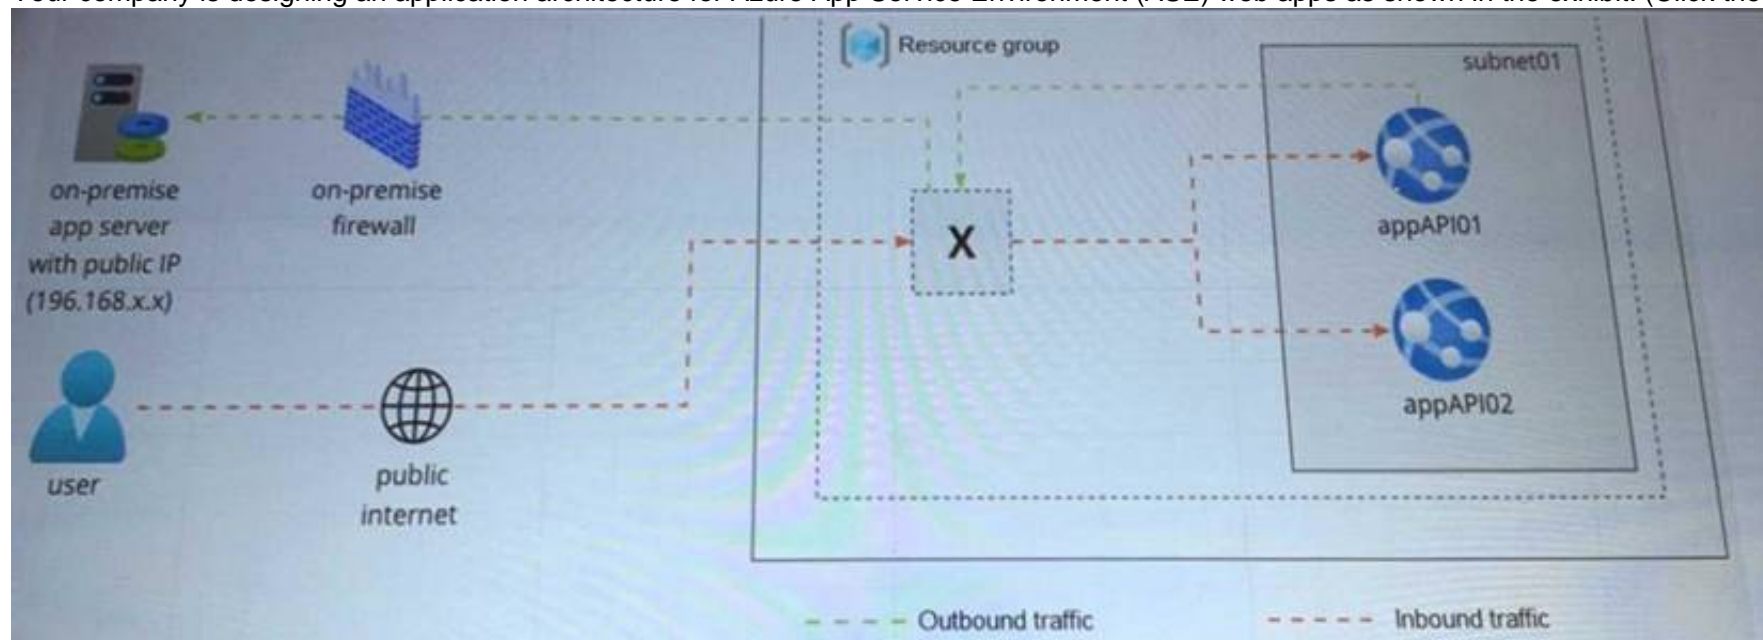 Resource group
subnet01
on-premise
app server
with public IP
(196.168.x.x)
on-premise
firewall
X
appAPI01
appAPI02
user
public
internet
Outbound traffic
Inbound traffic